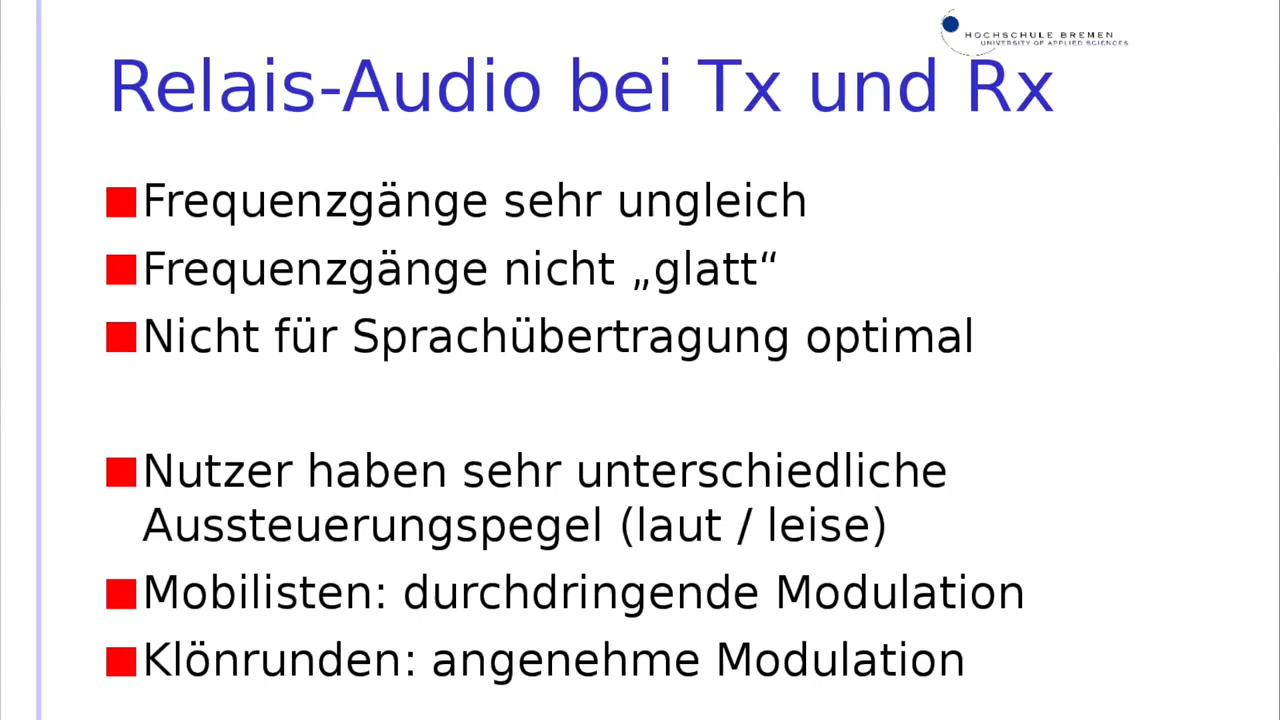 HOCHSCHULE BREMEN
UNIVERSITY OF APPLIED SCIENCES
Relais-Audio bei Tx und Rx
Frequenzgänge sehr ungleich
Frequenzgänge nicht „glatt“
Nicht für Sprachübertragung optimal
Nutzer haben sehr unterschiedliche
Aussteuerungspegel (laut / leise)
Mobilisten: durchdringende Modulation
Klönrunden: angenehme Modulation